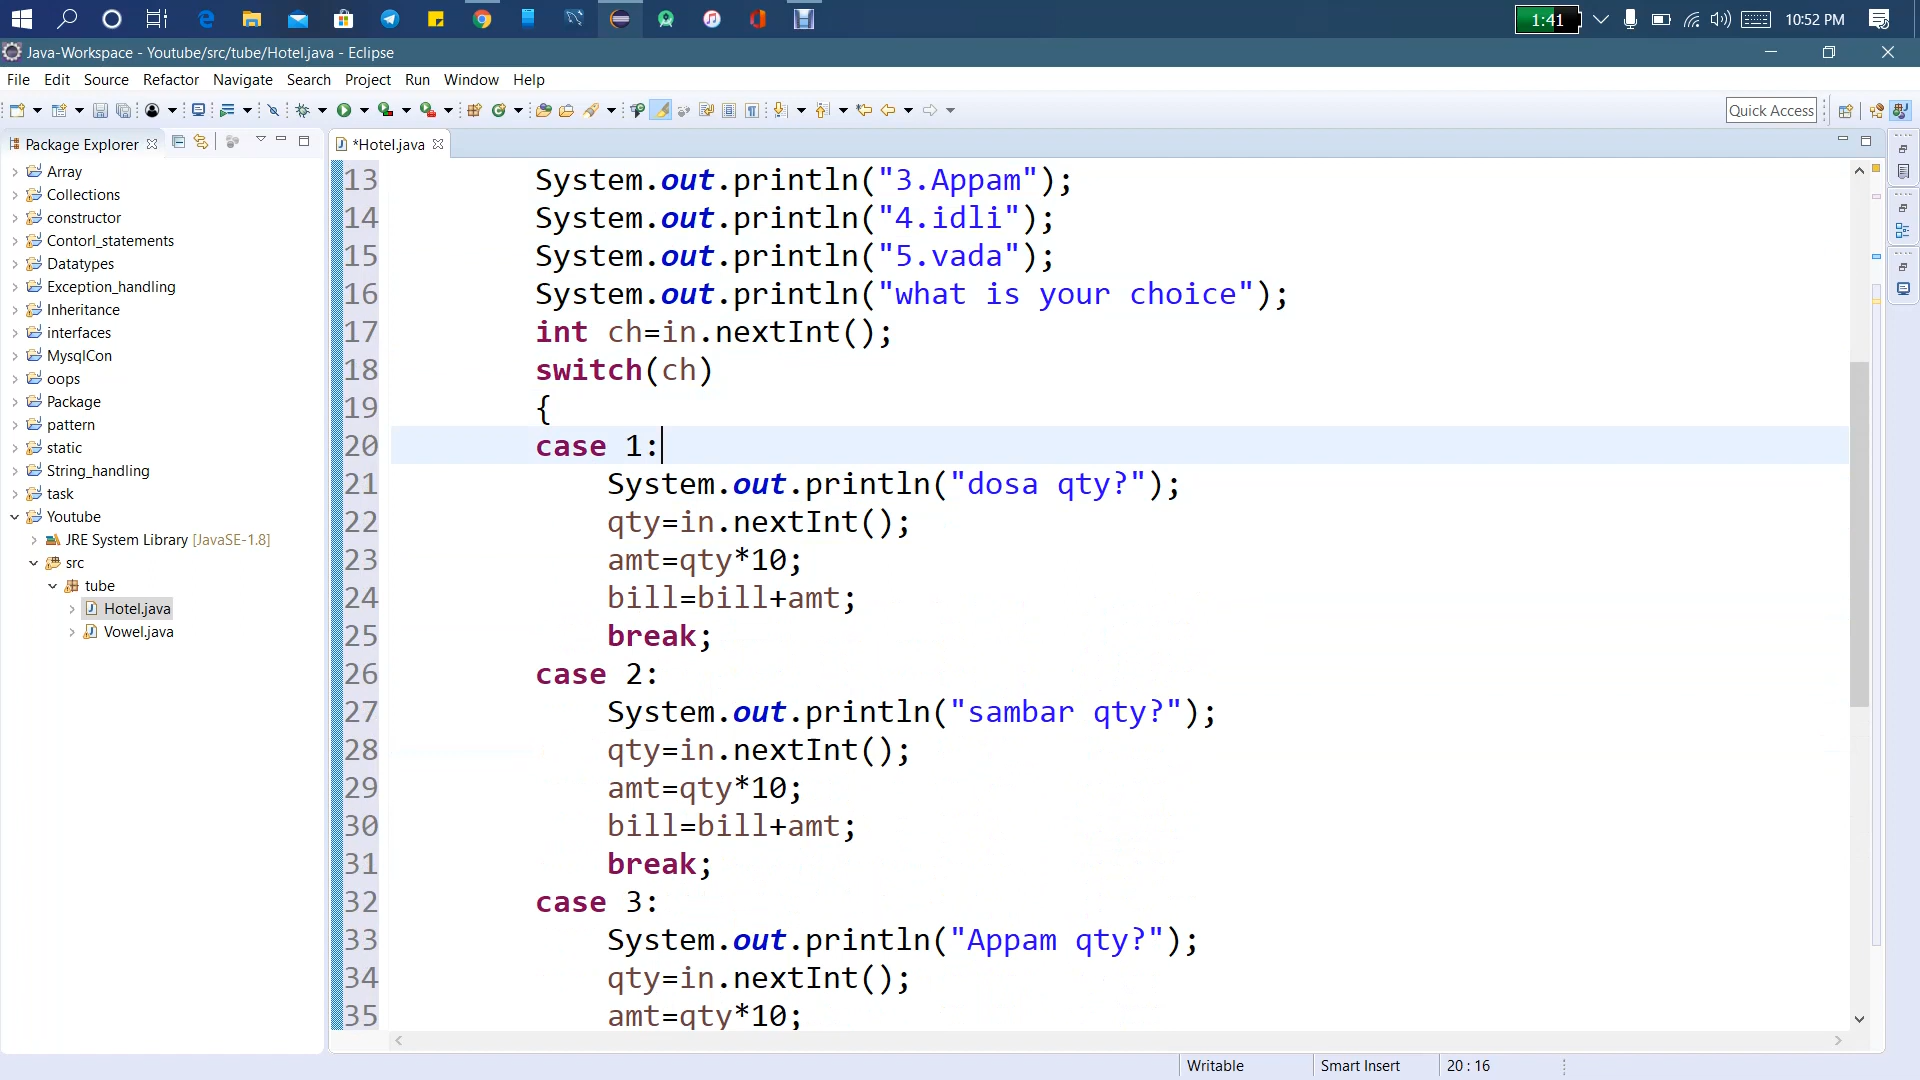 1:41
10:52 PM
Java-Workspace - Youtube/src/tube/Hotel.java - Eclipse
File Edit Source Refactor Navigate Search Project Run Window Help
Quick Access
Package Explorer
*Hotel.java
Array
Collections
constructor
Contorl_statements
Datatypes
Exception_handling
Inheritance
interfaces
MysqlCon
oops
Package
pattern
static
String_handling
task
Youtube
JRE System Library [JavaSE-1.8]
src
tube
Hotel.java
Vowel.java
13 System.out.println("3.Appam");
14 System.out.println("4.idli");
15 System.out.println("5.vada");
16 System.out.println("what is your choice");
17 int ch=in.nextInt();
18 switch(ch)
19 {
20 case 1:
21 System.out.println("dosa qty?");
22 qty=in.nextInt();
23 amt=qty*10;
24 bill=bill+amt;
25 break;
26 case 2:
27 System.out.println("sambar qty?");
28 qty=in.nextInt();
29 amt=qty*10;
30 bill=bill+amt;
31 break;
32 case 3:
33 System.out.println("Appam qty?");
34 qty=in.nextInt();
35 amt=qty*10;
Writable Smart Insert 20 : 16